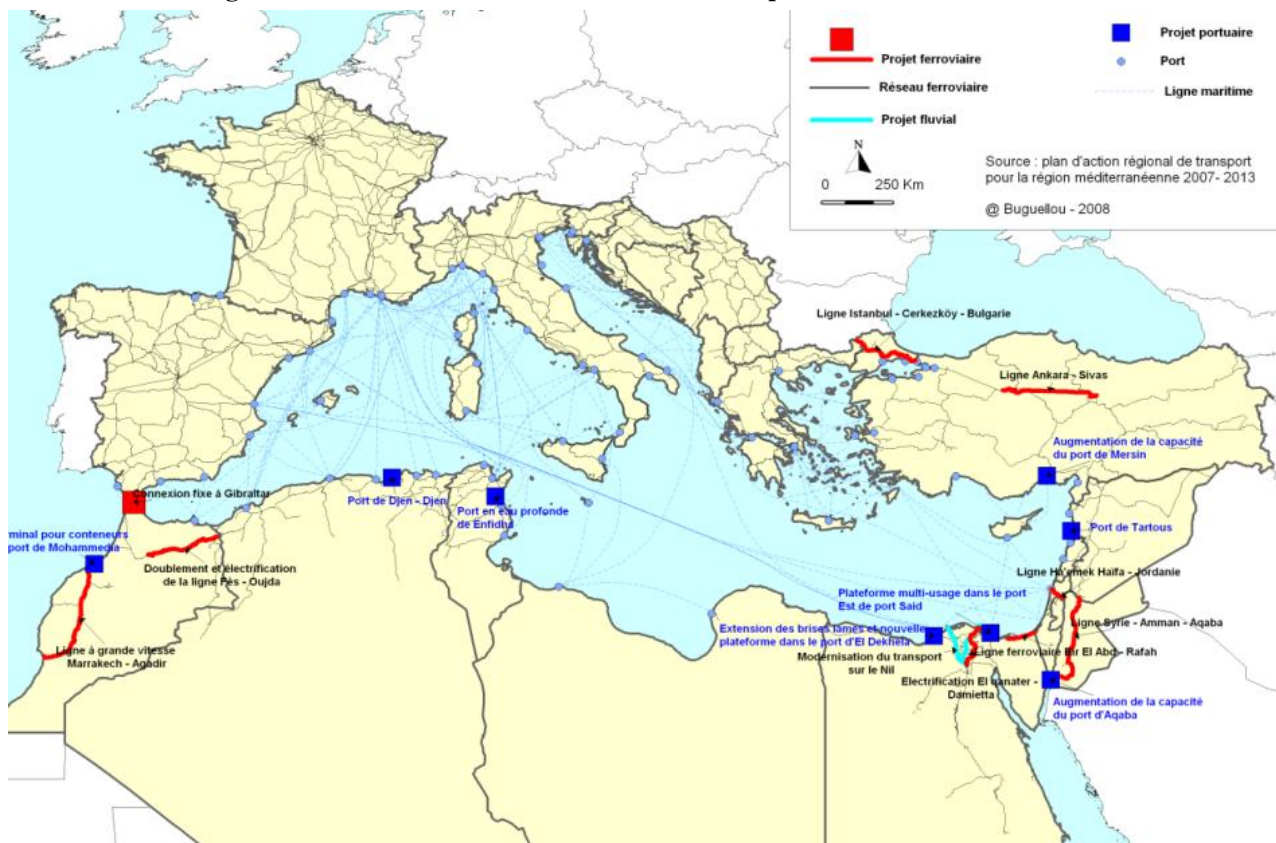 Projet ferroviaire
Réseau ferroviaire
Projet fluvial
Projet portuaire
Port
Ligne maritime
N
0 250 Km
Source : plan d'action régional de transport
pour la région méditerranéenne 2007- 2013
@ Buguellou - 2008
Ligne Istanbul - Cerkezköy - Bulgarie
Ligne Ankara - Sivas
Augmentation de la capacité
du port de Mersin
Connexion fixe à Gibraltar
Port de Djen - Djen
Port en eau profonde
de Enfidha
Port de Tartous
rminal pour conteneurs
port de Mohammedia
Doublement et électrification
de la ligne Fès - Oujda
Ligne Ha'emek Haïfa - Jordanie
Plateforme multi-usage dans le port
Est de port Said
Ligne Syrie - Amman - Aqaba
Extension des brises lames et nouvelle
plateforme dans le port d'El Dekhela
Ligne à grande vitesse
Marrakech - Agadir
Modernisation du transport
sur le Nil
Ligne ferroviaire Bir El Abd - Rafah
Electrification El qanater -
Damietta
Augmentation de la capacité
du port d'Aqaba